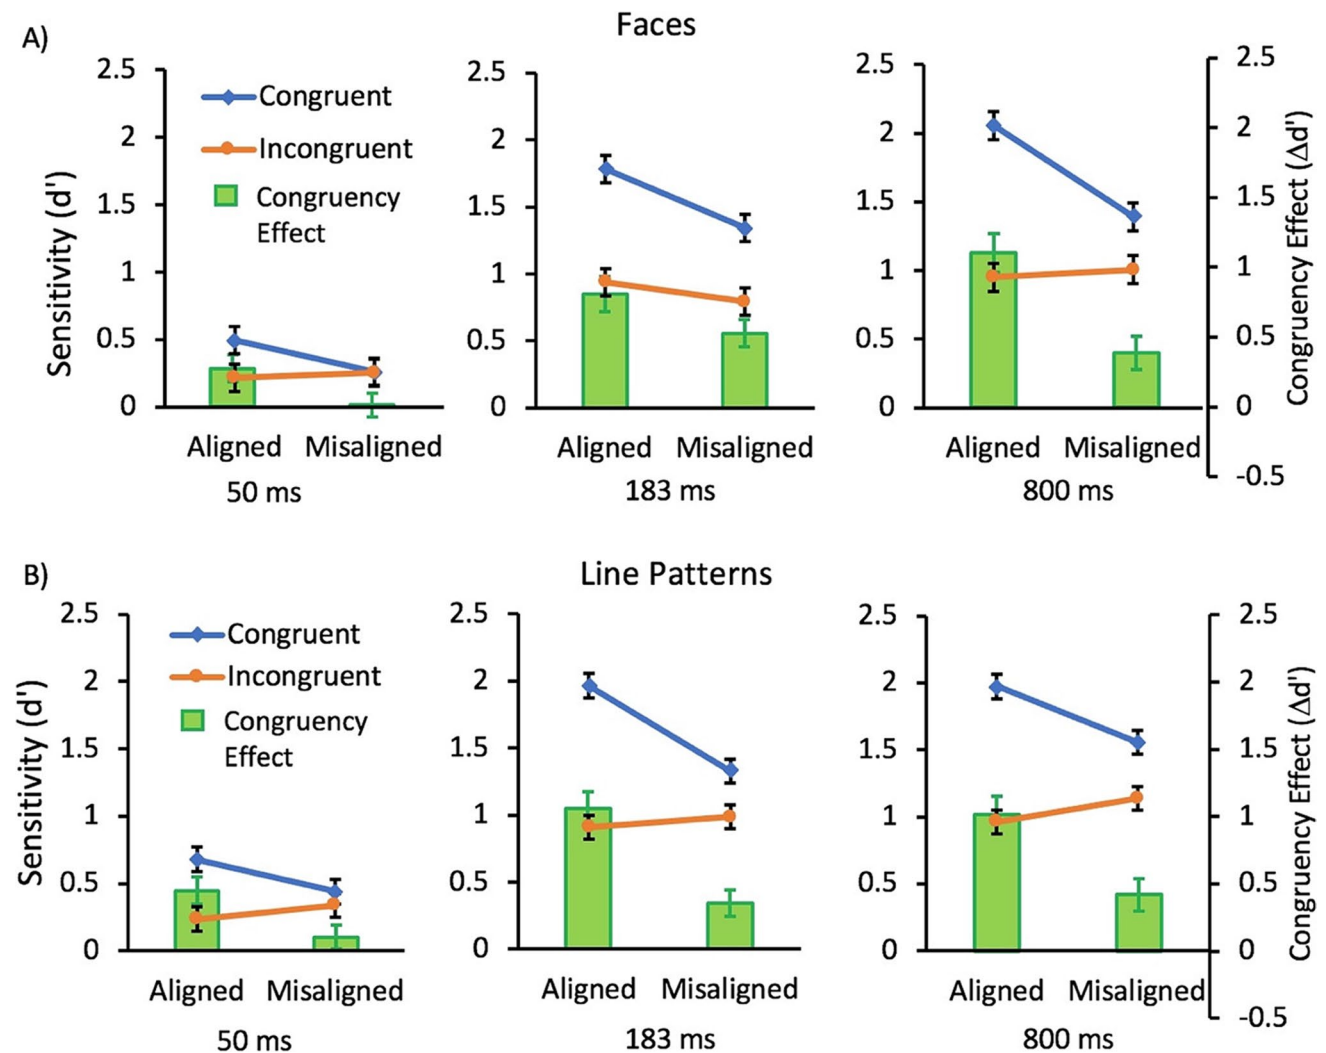 A)
Faces
2.5
2
1.5
1
0.5
0
Sensitivity (d')
Congruent
Incongruent
Congruency
Effect
Aligned Misaligned
50 ms
2.5
2
1.5
1
0.5
0
Aligned Misaligned
183 ms
2.5
2
1.5
1
0.5
0
Aligned Misaligned
800 ms
2.5
2
1.5
1
0.5
0
-0.5
Congruency Effect (Δd')
B)
Line Patterns
2.5
2
1.5
1
0.5
0
Sensitivity (d')
Congruent
Incongruent
Congruency
Effect
Aligned Misaligned
50 ms
2.5
2
1.5
1
0.5
0
Aligned Misaligned
183 ms
2.5
2
1.5
1
0.5
0
Aligned Misaligned
800 ms
2.5
2
1.5
1
0.5
0
-0.5
Congruency Effect (Δd')